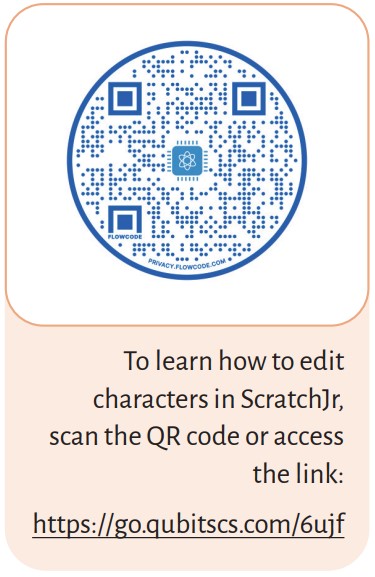 FLOWCODE
PRIVACY.FLOWCODE.COM
To learn how to edit
characters in ScratchJr,
scan the QR code or access
the link:
https://go.qubitscs.com/6ujf